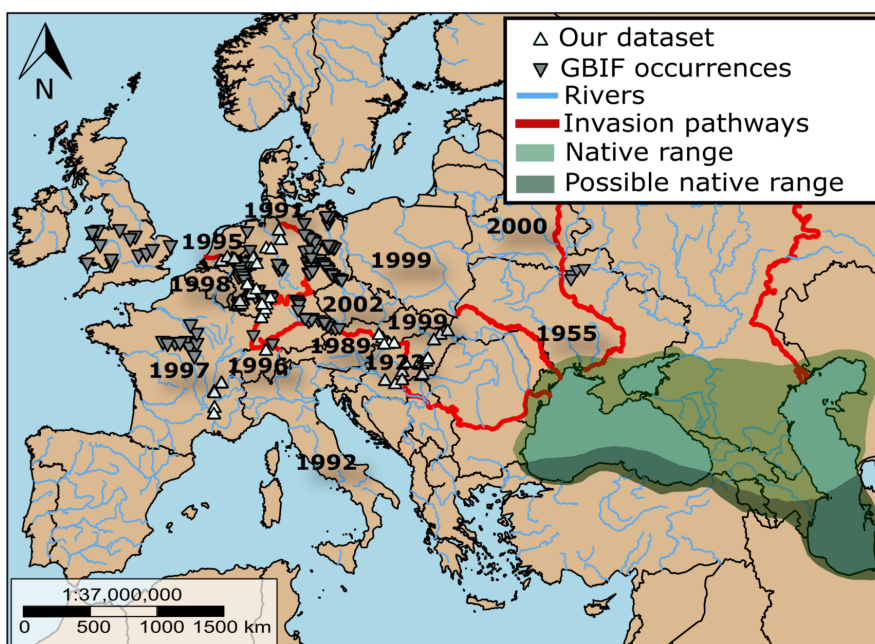 N
Our dataset
GBIF occurrences
Rivers
Invasion pathways
Native range
Possible native range
1991
2000
1995
1999
1998
2002
1999
1955
1989
1923
1996
1997
1992
1:37,000,000
0 500 1000 1500 km